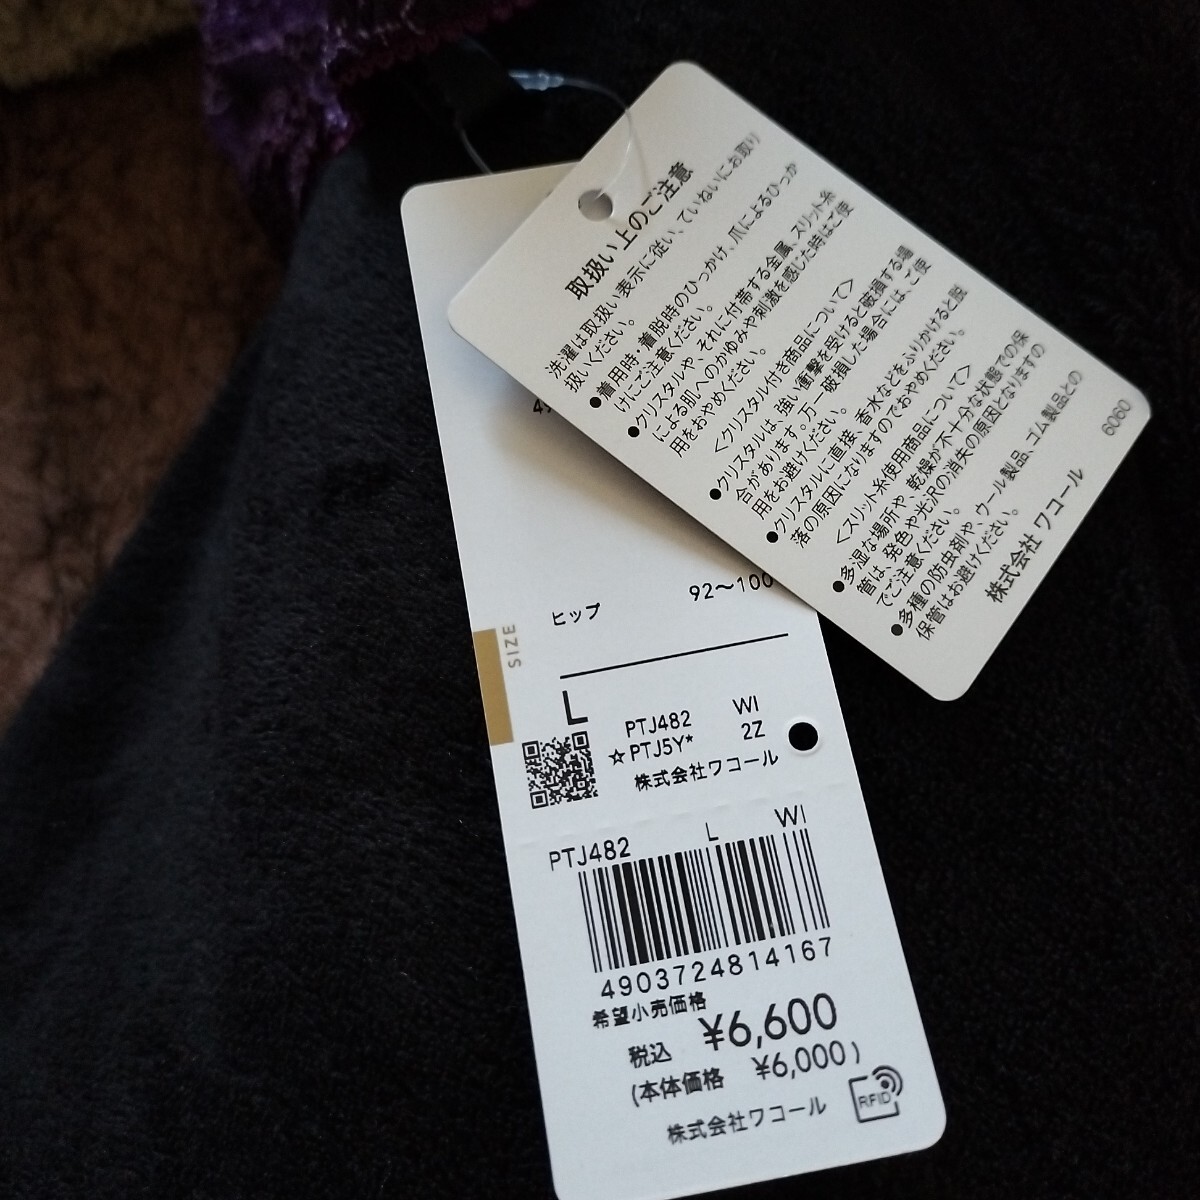 取扱い上のご注意
洗濯は取扱い表示に従い、ていねいにお取り
扱いください。
●着用時・着脱時のひっかけ、爪によるひっか
けにご注意ください。
●クリスタルや、それに付帯する金属、スリット糸
による肌へのかゆみや刺激を感じた時はご使
用をおやめください。
＜クリスタル付き商品について＞
●クリスタルは、強い衝撃を受けると破損する場
合があります。万一破損した場合には、ご使
用をお避けください。
●クリスタルに直接、香水などをふりかけると脱
落の原因になりますのでおやめください。
＜スリット糸使用商品について＞
●多湿な場所や、乾燥が不十分な状態での保
管は、発色や光沢の消失の原因となりますの
でご注意ください。
●多種の防虫剤や、ウール製品、ゴム製品との
保管はお避けください。
株式会社 ワコール
6060
ヒップ 92～100
SIZE
L
PTJ482 WI
☆PTJ5Y* 2Z
株式会社ワコール
PTJ482 L WI
4903724814167
希望小売価格
税込 ¥6,600
(本体価格 ¥6,000)
株式会社ワコール
RFID